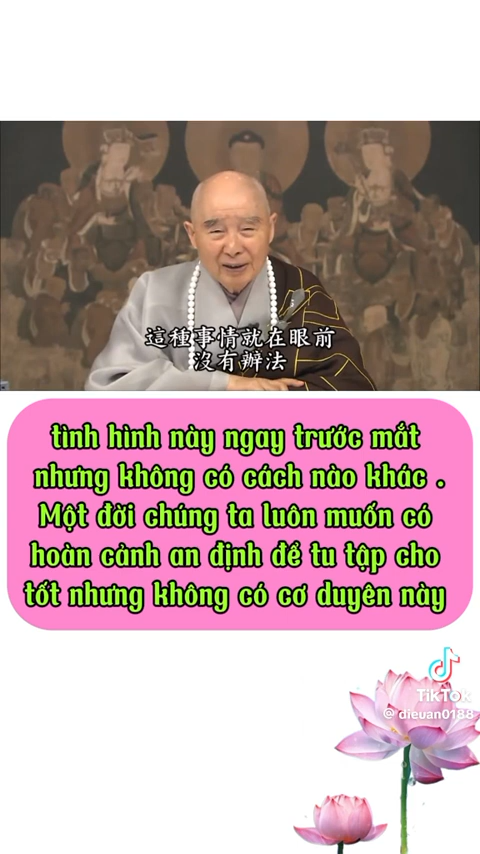 這種事情就在眼前
沒有辦法
tình hình này ngay trước mắt
nhưng không có cách nào khác .
Một đời chúng ta luôn muốn có
hoàn cảnh an định để tu tập cho
tốt nhưng không có cơ duyên này
TikTok
@ dieuan0188